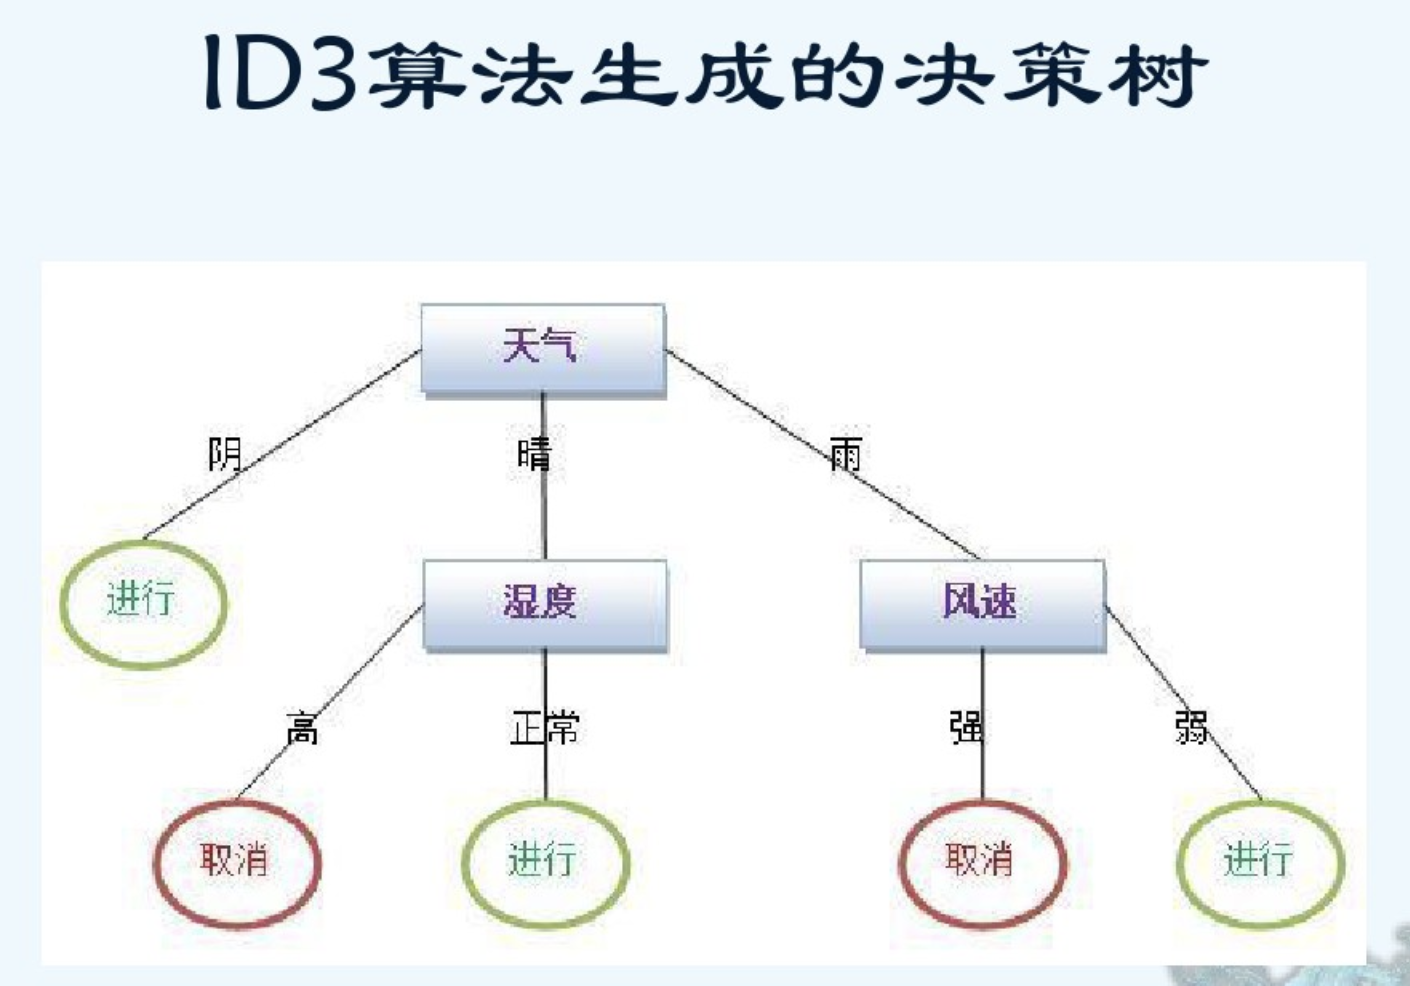 ID3算法生成的决策树
天气
阴
晴
雨
进行
湿度
风速
高
正常
强
弱
取消
进行
取消
进行